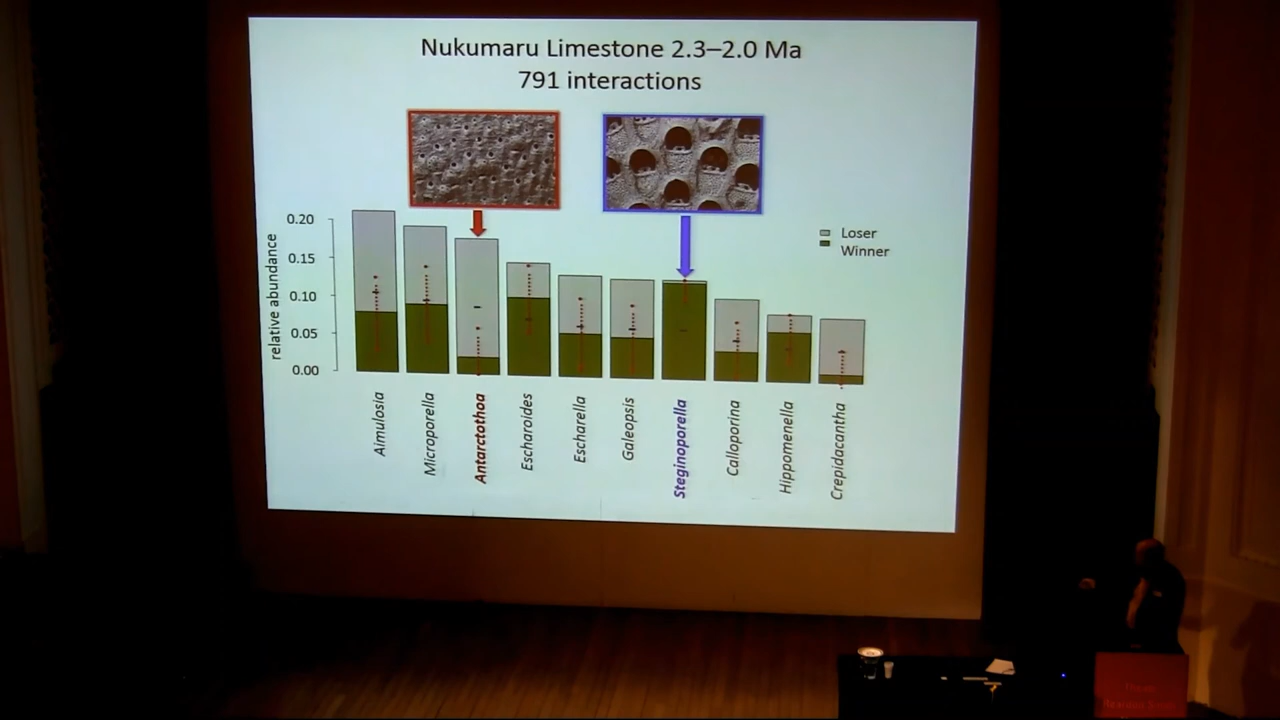 Nukumaru Limestone 2.3–2.0 Ma
791 interactions
relative abundance
0.20
0.15
0.10
0.05
0.00
Loser
Winner
Aimulosia
Microporella
Antarctothoa
Escharoides
Escharella
Galeopsis
Steginoporella
Calloporina
Hippomenella
Crepidacantha